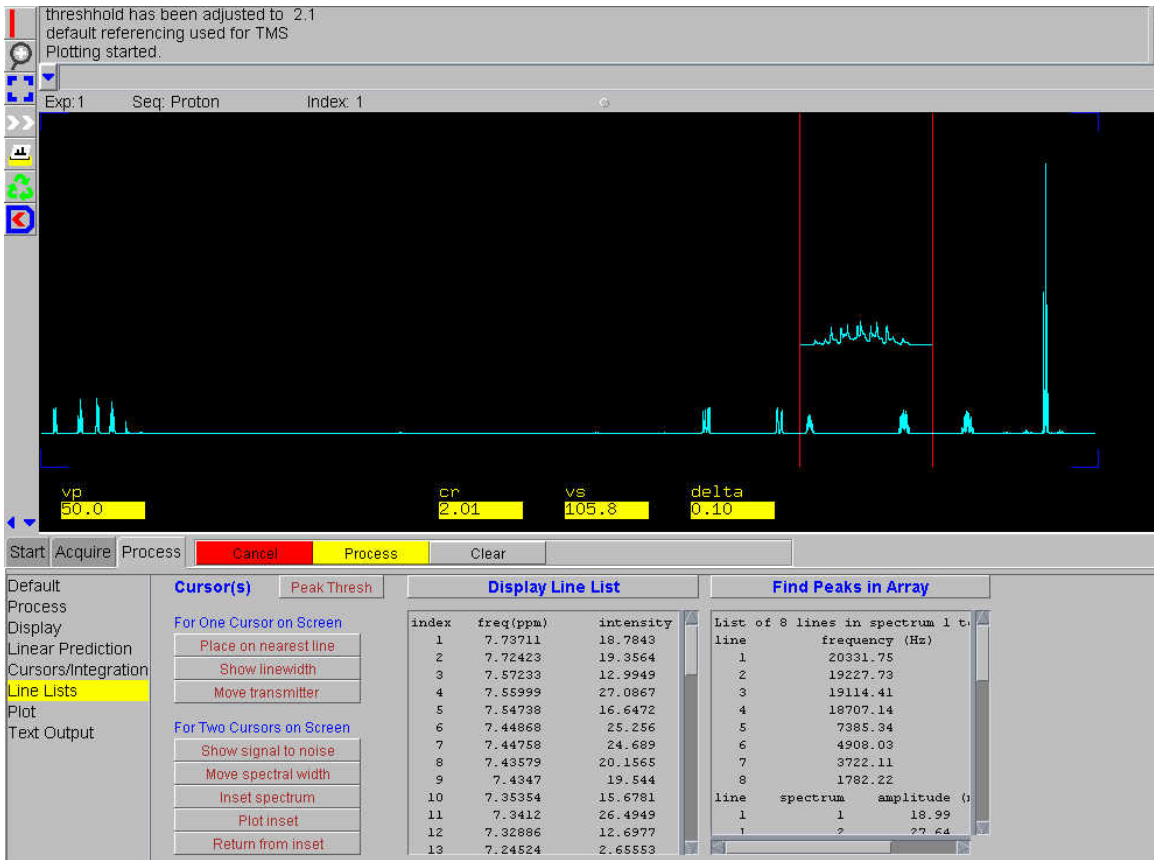 threshhold has been adjusted to 2.1
default referencing used for TMS
Plotting started.
Exp:1 Seq: Proton Index: 1
vp cr vs delta
50.0 2.01 105.8 0.10
Start Acquire Process Cancel Process Clear
Default
Process
Display
Linear Prediction
Cursors/Integration
Line Lists
Plot
Text Output
Cursor(s) Peak Thresh
For One Cursor on Screen
Place on nearest line
Show linewidth
Move transmitter
For Two Cursors on Screen
Show signal to noise
Move spectral width
Inset spectrum
Plot inset
Return from inset
Display Line List
index freq(ppm) intensity
1 7.73711 18.7843
2 7.72423 19.3564
3 7.57233 12.9949
4 7.55999 27.0867
5 7.54738 16.6472
6 7.44868 25.256
7 7.44758 24.689
8 7.43579 20.1565
9 7.4347 19.544
10 7.35354 15.6781
11 7.3412 26.4949
12 7.32886 12.6977
13 7.24524 2.65553
Find Peaks in Array
List of 8 lines in spectrum 1 t
line frequency (Hz)
1 20331.75
2 19227.73
3 19114.41
4 18707.14
5 7385.34
6 4908.03
7 3722.11
8 1782.22
line spectrum amplitude (
1 1 18.99
1 2 27.64